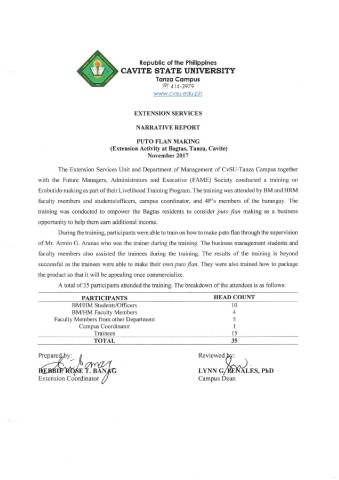 Republic of the Philippines
CAVITE STATE UNIVERSITY
Tanza Campus
☏ 414-3979
www.cvsu.edu.ph
EXTENSION SERVICES
NARRATIVE REPORT
PUTO FLAN MAKING
(Extension Activity at Bagtas, Tanza, Cavite)
November 2017
The Extension Services Unit and Department of Management of CvSU-Tanza Campus together
with the Future Managers, Administrators and Executive (FAME) Society conducted a training on
Embutido making as part of their Livelihood Training Program. The training was attended by BM and HRM
faculty members and students/officers, campus coordinator, and 4P's members of the barangay. The
training was conducted to empower the Bagtas residents to consider puto flan making as a business
opportunity to help them earn additional income.
During the training, participants were able to train on how to make puto flan through the supervision
of Mr. Armin G. Aranas who was the trainer during the training. The business management students and
faculty members also assisted the trainees during the training. The results of the training is beyond
successful as the trainees were able to make their own puto flan. They were also trained how to package
the product so that it will be appealing once commercialize.
A total of 35 participants attended the training. The breakdown of the attendees is as follows:
PARTICIPANTS HEAD COUNT
BM/HM Students/Officers 10
BM/HM Faculty Members 4
Faculty Members from other Department 5
Campus Coordinator 1
Trainees 15
TOTAL 35
Prepared by: Reviewed by:
DEBBIE ROSE T. BANAG LYNN G. PENALES, PhD
Extension Coordinator Campus Dean